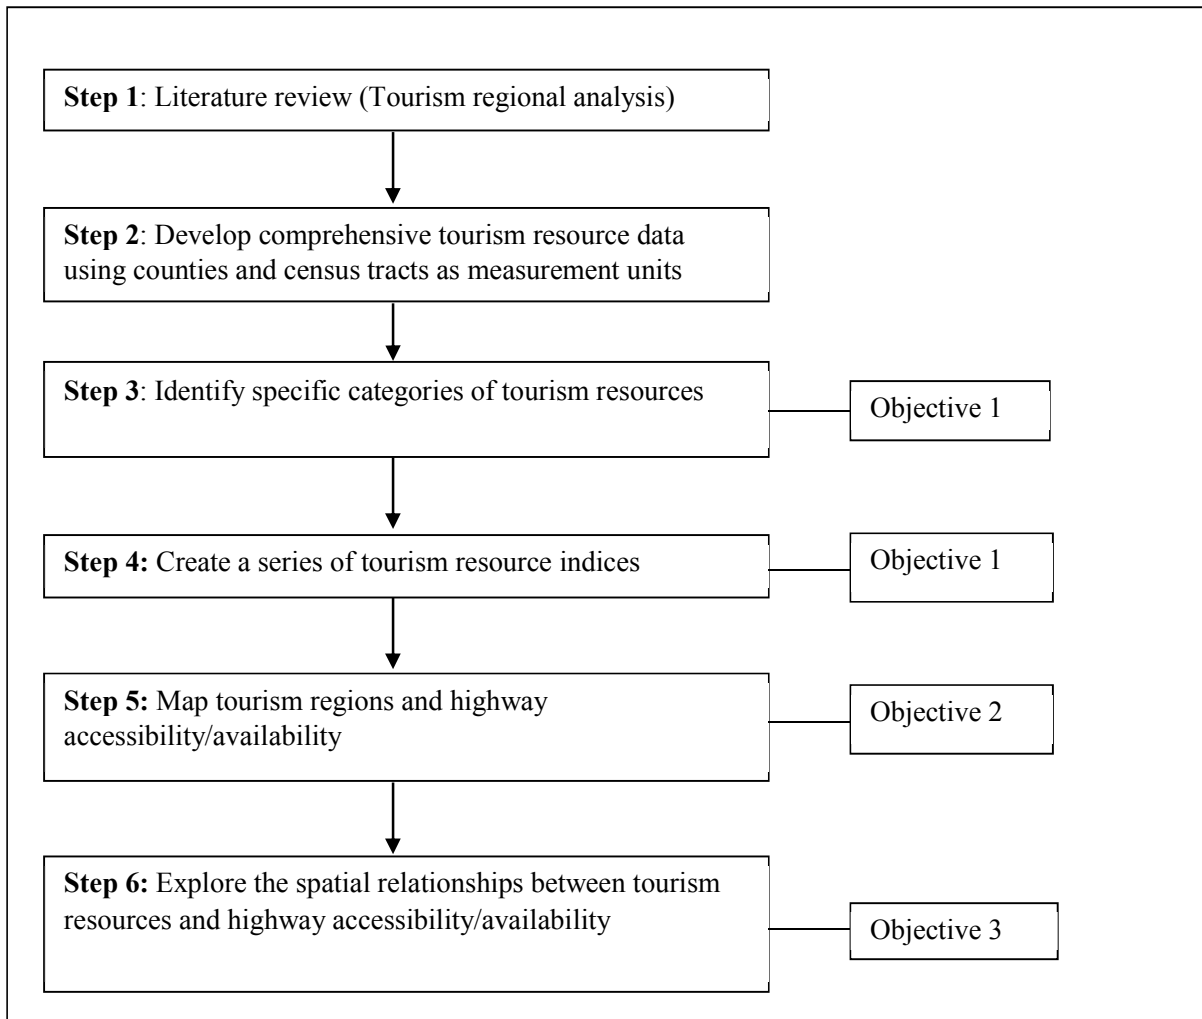 Step 1: Literature review (Tourism regional analysis)
Step 2: Develop comprehensive tourism resource data
using counties and census tracts as measurement units
Step 3: Identify specific categories of tourism resources
Objective 1
Step 4: Create a series of tourism resource indices
Objective 1
Step 5: Map tourism regions and highway
accessibility/availability
Objective 2
Step 6: Explore the spatial relationships between tourism
resources and highway accessibility/availability
Objective 3